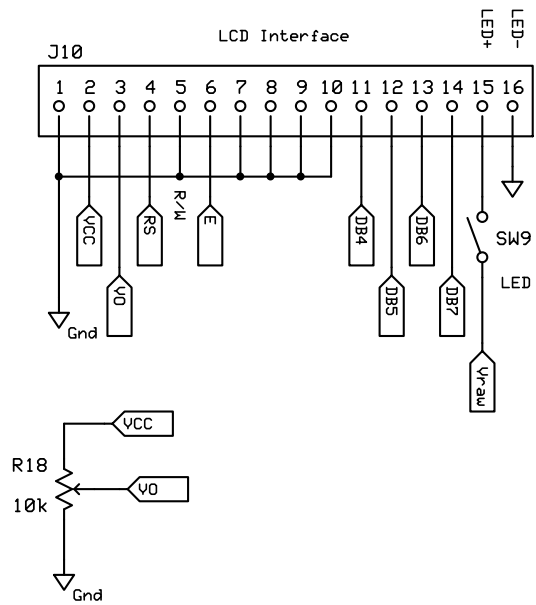 LCD Interface
LED+
LED-
J10
1 2 3 4 5 6 7 8 9 10 11 12 13 14 15 16
VCC
VO
RS
R/W
E
DB4
DB5
DB6
DB7
SW9
LED
Vraw
Gnd
VCC
R18
10k
VO
Gnd